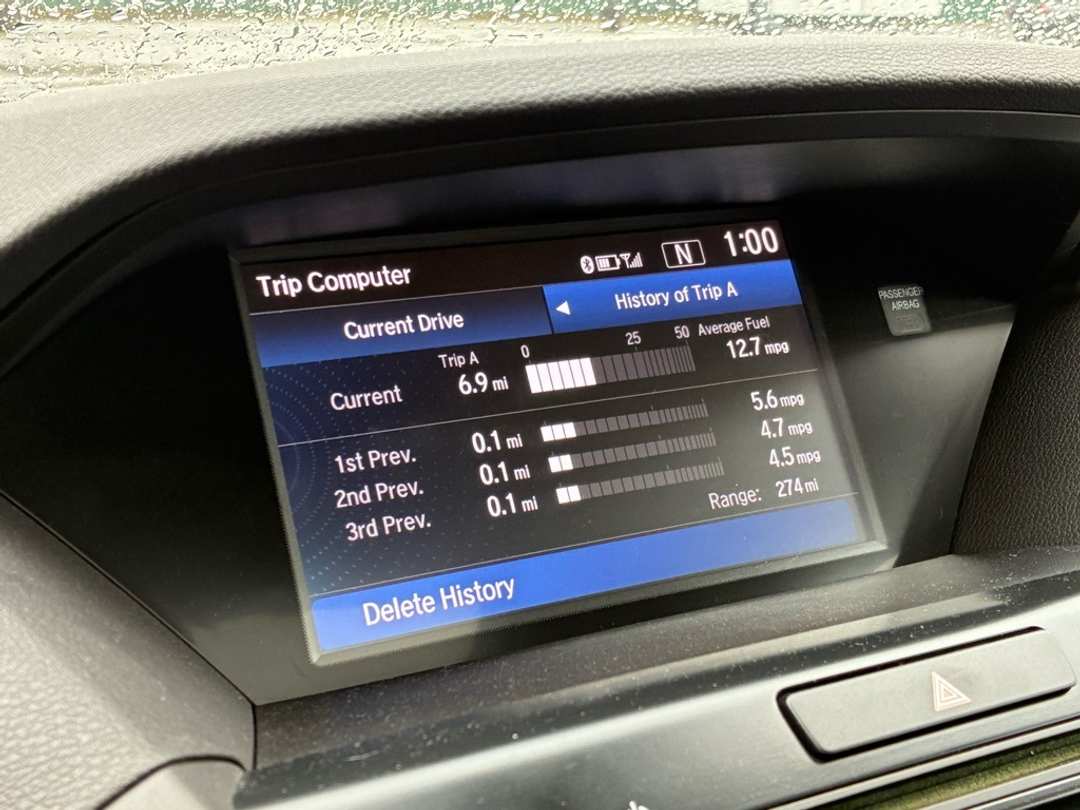 Trip Computer N 1:00
Current Drive History of Trip A
Trip A 0 25 50 Average Fuel
Current 6.9 mi 12.7 mpg
1st Prev. 0.1 mi 5.6 mpg
2nd Prev. 0.1 mi 4.7 mpg
3rd Prev. 0.1 mi 4.5 mpg
Range: 274 mi
Delete History
PASSENGER
AIRBAG